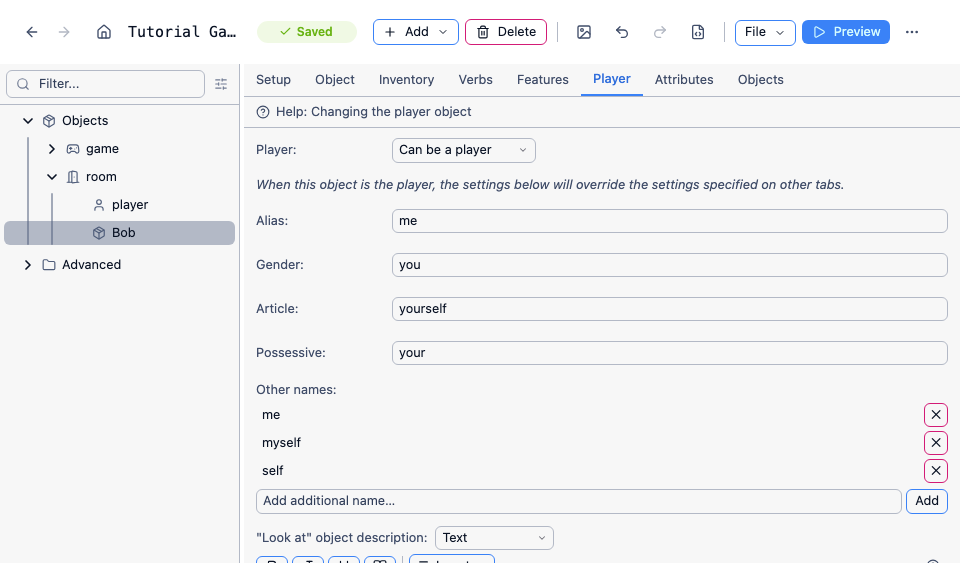 Tutorial Ga…
Saved
Add
Delete
File
Preview
Filter...
Setup
Object
Inventory
Verbs
Features
Player
Attributes
Objects
Objects
game
room
player
Bob
Advanced
Help: Changing the player object
Player:
Can be a player
When this object is the player, the settings below will override the settings specified on other tabs.
Alias:
me
Gender:
you
Article:
yourself
Possessive:
your
Other names:
me
myself
self
Add additional name...
Add
"Look at" object description:
Text